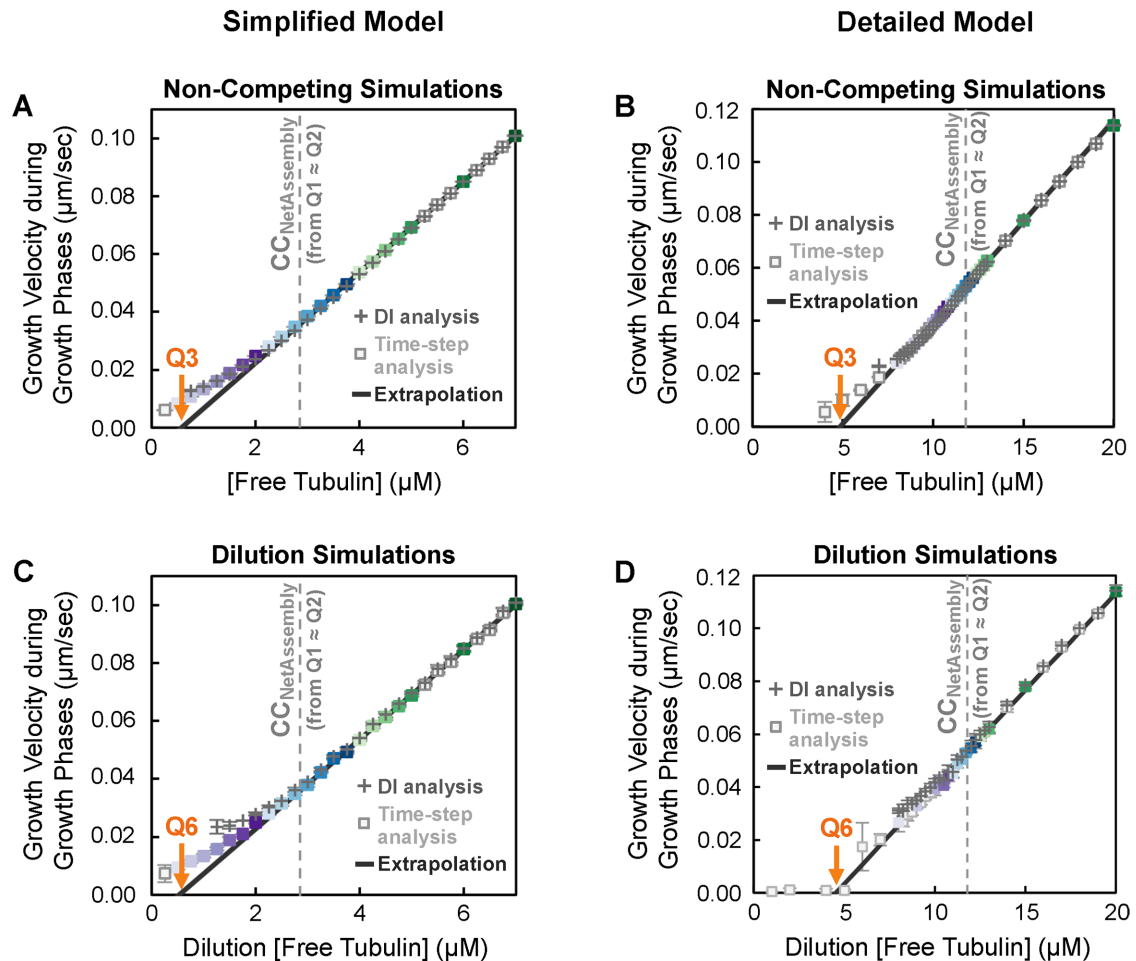 Simplified Model
Detailed Model
A
Non-Competing Simulations
Growth Velocity during
Growth Phases (µm/sec)
0.10
0.08
0.06
0.04
0.02
0.00
CC_NetAssembly
(from Q1 ≈ Q2)
Q3
DI analysis
Time-step
analysis
Extrapolation
0
2
4
6
[Free Tubulin] (µM)
B
Non-Competing Simulations
Growth Velocity during
Growth Phases (µm/sec)
0.12
0.10
0.08
0.06
0.04
0.02
0.00
CC_NetAssembly
(from Q1 ≈ Q2)
DI analysis
Time-step
analysis
Extrapolation
Q3
0
5
10
15
20
[Free Tubulin] (µM)
C
Dilution Simulations
Growth Velocity during
Growth Phases (µm/sec)
0.10
0.08
0.06
0.04
0.02
0.00
CC_NetAssembly
(from Q1 ≈ Q2)
Q6
DI analysis
Time-step
analysis
Extrapolation
0
2
4
6
Dilution [Free Tubulin] (µM)
D
Dilution Simulations
Growth Velocity during
Growth Phases (µm/sec)
0.12
0.10
0.08
0.06
0.04
0.02
0.00
CC_NetAssembly
(from Q1 ≈ Q2)
DI analysis
Time-step
analysis
Extrapolation
Q6
0
5
10
15
20
Dilution [Free Tubulin] (µM)